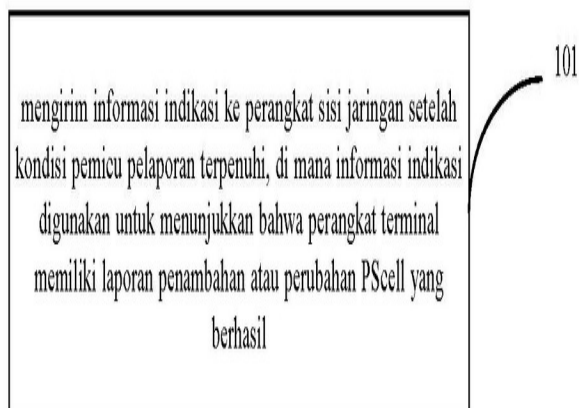 101
mengirim informasi indikasi ke perangkat sisi jaringan setelah
kondisi pemicu pelaporan terpenuhi, di mana informasi indikasi
digunakan untuk menunjukkan bahwa perangkat terminal
memiliki laporan penambahan atau perubahan PScell yang
berhasil